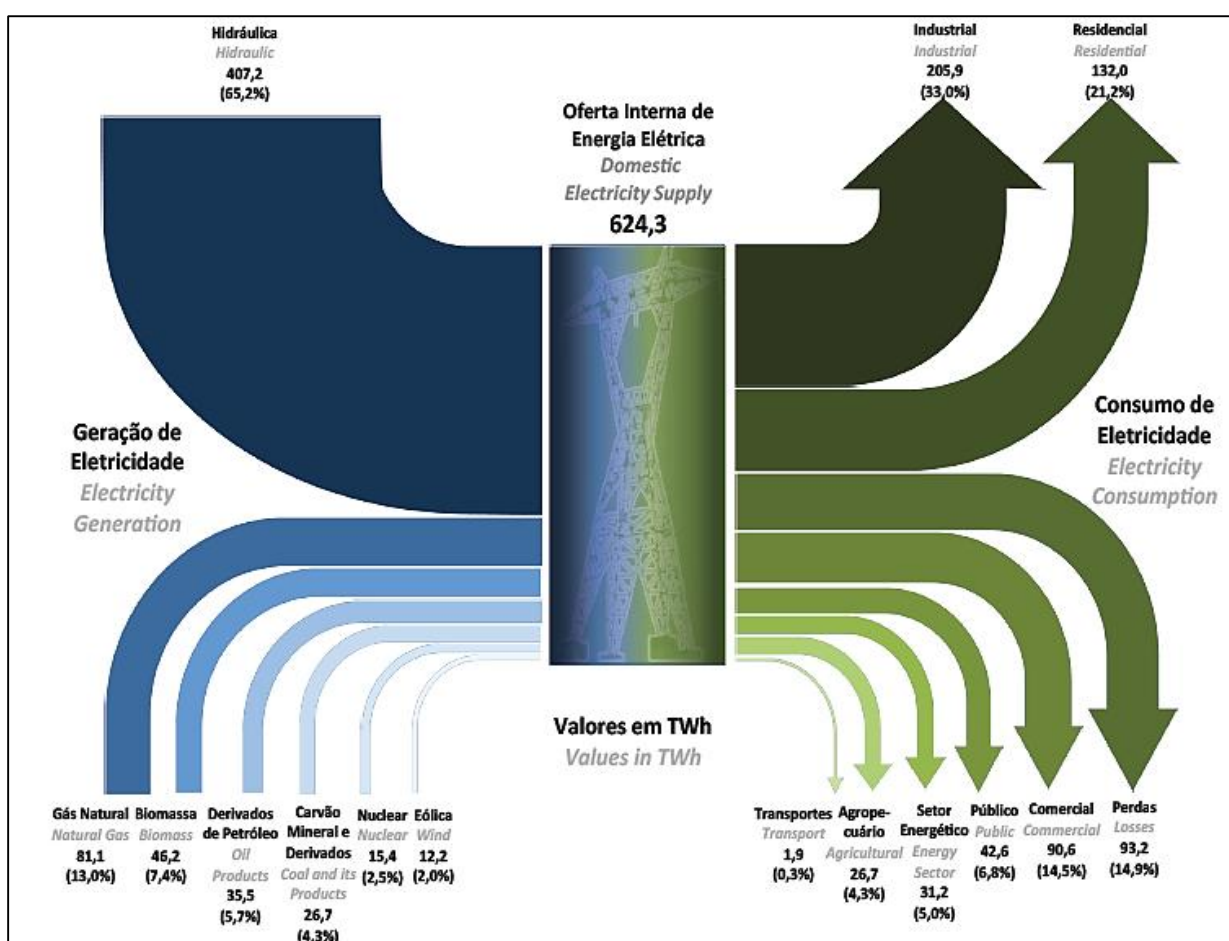 Hidráulica
Hidraulic
407,2
(65,2%)
Oferta Interna de
Energia Elétrica
Domestic
Electricity Supply
624,3
Industrial
Industrial
205,9
(33,0%)
Residencial
Residential
132,0
(21,2%)
Geração de
Eletricidade
Electricity
Generation
Consumo de
Eletricidade
Electricity
Consumption
Valores em TWh
Values in TWh
Gás Natural
Natural Gas
81,1
(13,0%)
Biomassa
Biomass
46,2
(7,4%)
Derivados
de Petróleo
Oil
Products
35,5
(5,7%)
Carvão
Mineral e
Derivados
Coal and its
Products
26,7
(4,3%)
Nuclear
Nuclear
15,4
(2,5%)
Eólica
Wind
12,2
(2,0%)
Transportes
Transport
1,9
(0,3%)
Agrope-
cuário
Agricultural
26,7
(4,3%)
Setor
Energético
Energy
Sector
31,2
(5,0%)
Público
Public
42,6
(6,8%)
Comercial
Commercial
90,6
(14,5%)
Perdas
Losses
93,2
(14,9%)